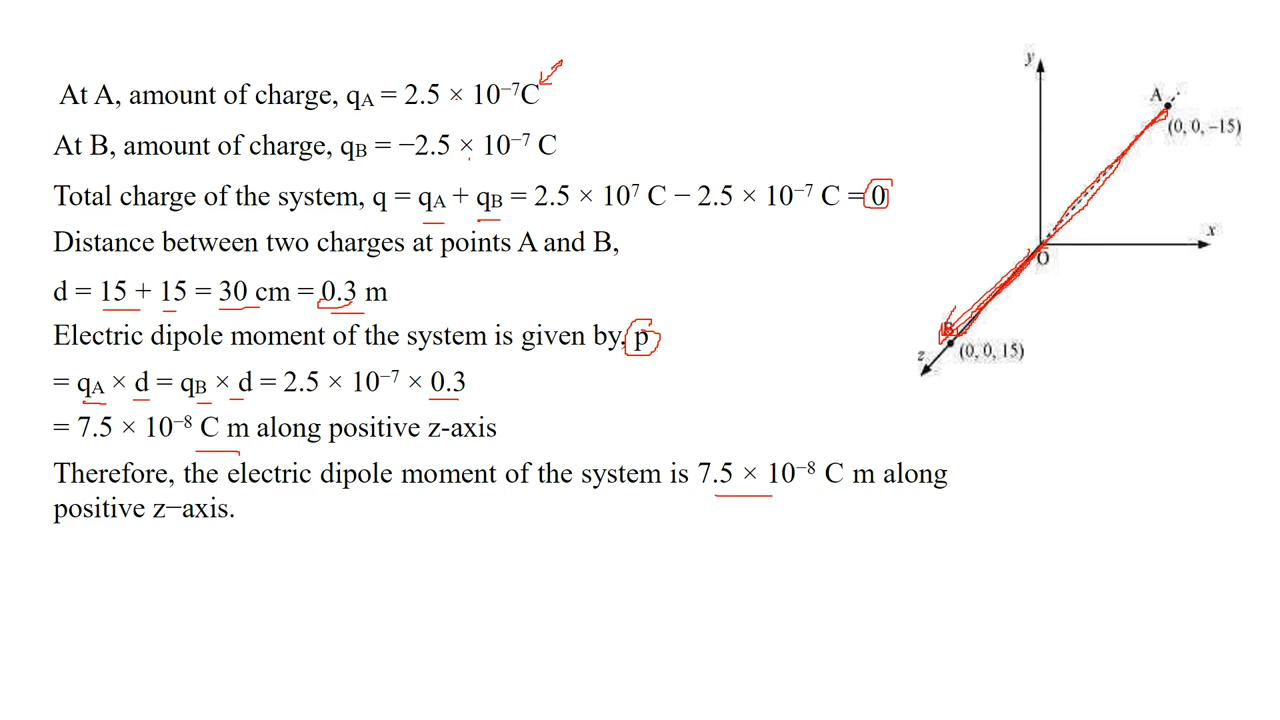 At A, amount of charge, qA = 2.5 × 10⁻⁷C
At B, amount of charge, qB = −2.5 × 10⁻⁷ C
Total charge of the system, q = qA + qB = 2.5 × 10⁷ C − 2.5 × 10⁻⁷ C = 0
Distance between two charges at points A and B,
d = 15 + 15 = 30 cm = 0.3 m
Electric dipole moment of the system is given by, p
= qA × d = qB × d = 2.5 × 10⁻⁷ × 0.3
= 7.5 × 10⁻⁸ C m along positive z-axis
Therefore, the electric dipole moment of the system is 7.5 × 10⁻⁸ C m along
positive z−axis.
y
A
(0, 0, −15)
x
O
B
(0, 0, 15)
z